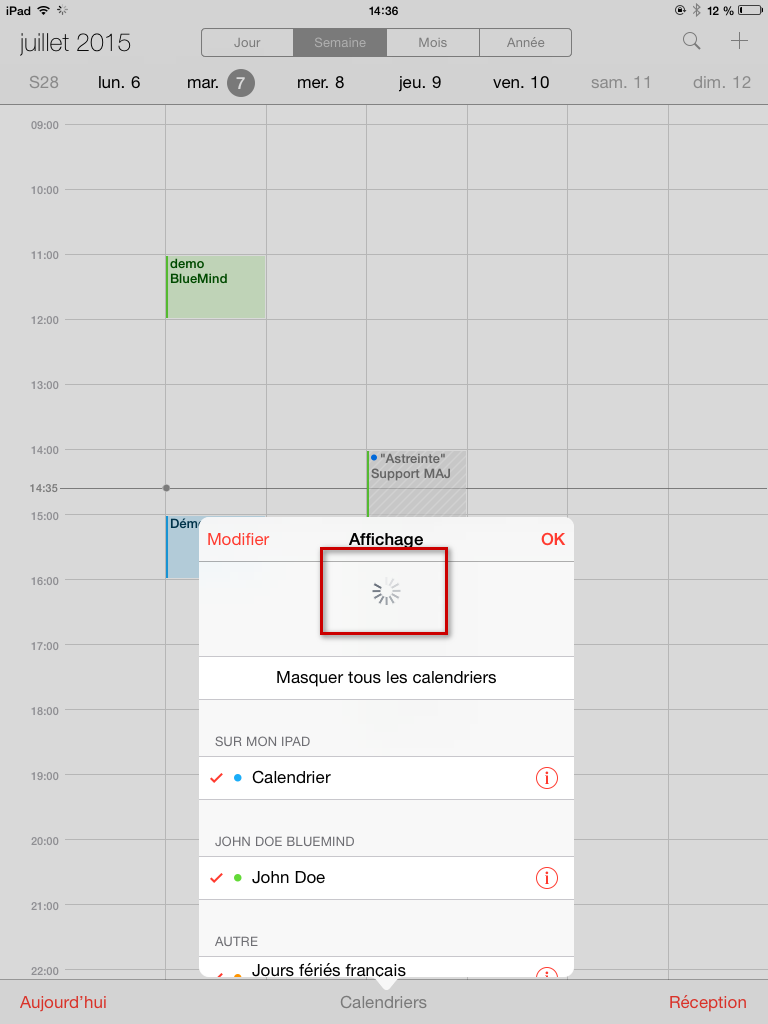 iPad 14:36 12 %
juillet 2015 Jour Semaine Mois Année
S28 lun. 6 mar. 7 mer. 8 jeu. 9 ven. 10 sam. 11 dim. 12
09:00
10:00
11:00
demo
BlueMind
12:00
13:00
14:00
"Astreinte"
Support MAJ
14:35
15:00
Dém
Modifier Affichage OK
16:00
17:00
Masquer tous les calendriers
18:00
SUR MON IPAD
19:00
Calendrier
20:00
JOHN DOE BLUEMIND
John Doe
21:00
AUTRE
22:00
Jours fériés français
Aujourd’hui Calendriers Réception